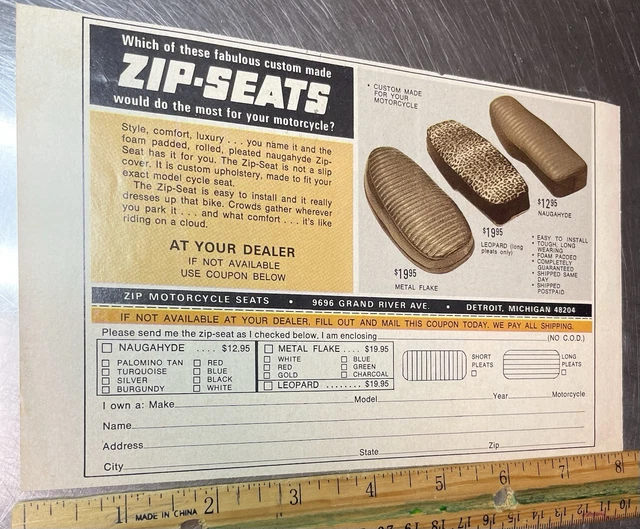 Which of these fabulous custom made
ZIP-SEATS
would do the most for your motorcycle?
Style, comfort, luxury . . . you name it and the
foam padded, rolled, pleated naugahyde Zip-
Seat has it for you. The Zip-Seat is not a slip
cover. It is custom upholstery, made to fit your
exact model cycle seat.
The Zip-Seat is easy to install and it really
dresses up that bike. Crowds gather wherever
you park it . . . and what comfort . . . it's like
riding on a cloud.
AT YOUR DEALER
IF NOT AVAILABLE
USE COUPON BELOW
• CUSTOM MADE
FOR YOUR
MOTORCYCLE
$12.95
NAUGAHYDE
$19.95
LEOPARD (long
pleats only)
$19.95
METAL FLAKE
• EASY TO INSTALL
• TOUGH, LONG
WEARING
• FOAM PADDED
• COMPLETELY
GUARANTEED
• SHIPPED SAME
DAY
• SHIPPED
POSTPAID
ZIP MOTORCYCLE SEATS • 9696 GRAND RIVER AVE. • DETROIT, MICHIGAN 48204
IF NOT AVAILABLE AT YOUR DEALER, FILL OUT AND MAIL THIS COUPON TODAY. WE PAY ALL SHIPPING.
Please send me the zip-seat as I checked below, I am enclosing (NO C.O.D.)
NAUGAHYDE .... $12.95
PALOMINO TAN RED
TURQUOISE BLUE
SILVER BLACK
BURGUNDY WHITE
METAL FLAKE . $19.95
WHITE BLUE
RED GREEN
GOLD CHARCOAL
LEOPARD ........ $19.95
SHORT
PLEATS
LONG
PLEATS
I own a: Make Model Year Motorcycle
Name
Address
City State Zip
1 MADE IN CHINA 2 3 4 5 6 7 8